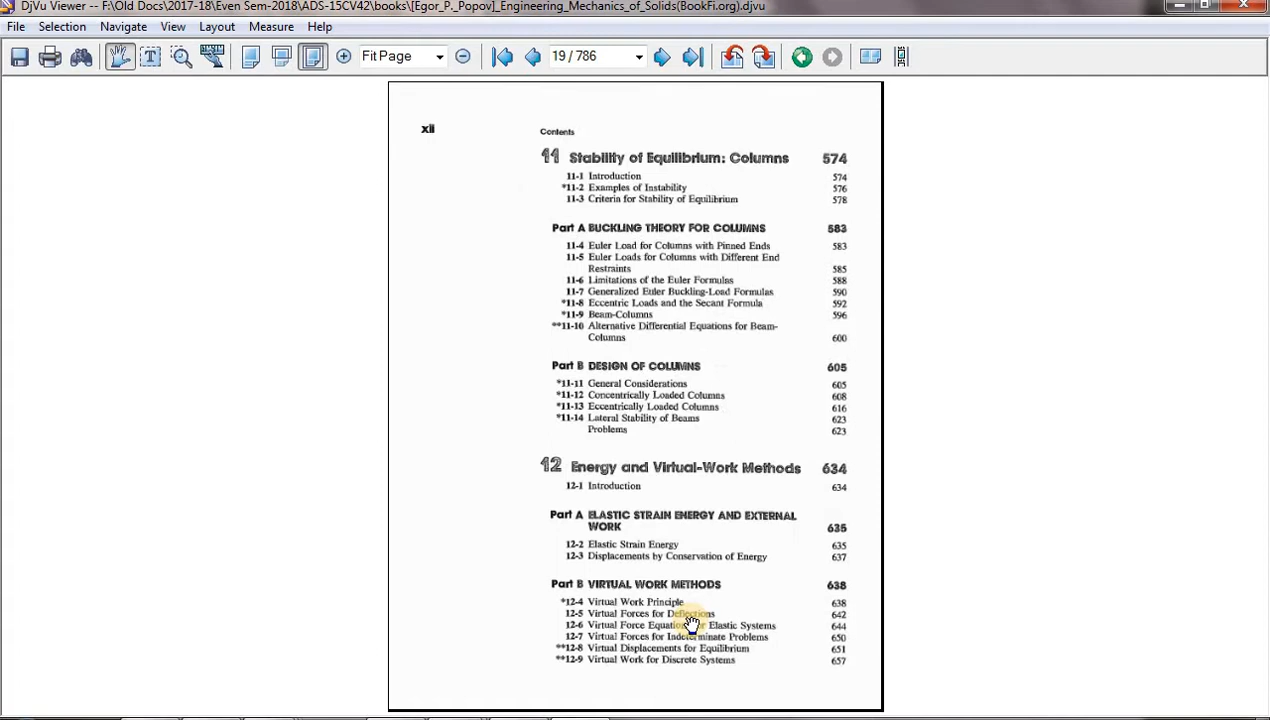 DjVu Viewer -- F:\Old Docs\2017-18\Even Sem-2018\ADS-15CV42\books\[Egor_P._Popov]_Engineering_Mechanics_of_Solids(BookFi.org).djvu
File Selection Navigate View Layout Measure Help
Fit Page 19 / 786
xii
Contents
11 Stability of Equilibrium: Columns 574
11-1 Introduction 574
*11-2 Examples of Instability 576
11-3 Criteria for Stability of Equilibrium 578
Part A BUCKLING THEORY FOR COLUMNS 583
11-4 Euler Load for Columns with Pinned Ends 583
11-5 Euler Loads for Columns with Different End
Restraints 585
11-6 Limitations of the Euler Formulas 588
11-7 Generalized Euler Buckling-Load Formulas 590
*11-8 Eccentric Loads and the Secant Formula 592
*11-9 Beam-Columns 596
**11-10 Alternative Differential Equations for Beam-
Columns 600
Part B DESIGN OF COLUMNS 605
*11-11 General Considerations 605
*11-12 Concentrically Loaded Columns 608
*11-13 Eccentrically Loaded Columns 616
*11-14 Lateral Stability of Beams 623
Problems 623
12 Energy and Virtual-Work Methods 634
12-1 Introduction 634
Part A ELASTIC STRAIN ENERGY AND EXTERNAL
WORK 635
12-2 Elastic Strain Energy 635
12-3 Displacements by Conservation of Energy 637
Part B VIRTUAL WORK METHODS 638
*12-4 Virtual Work Principle 638
12-5 Virtual Forces for Deflections 642
12-6 Virtual Force Equations for Elastic Systems 644
12-7 Virtual Forces for Indeterminate Problems 650
**12-8 Virtual Displacements for Equilibrium 651
**12-9 Virtual Work for Discrete Systems 657